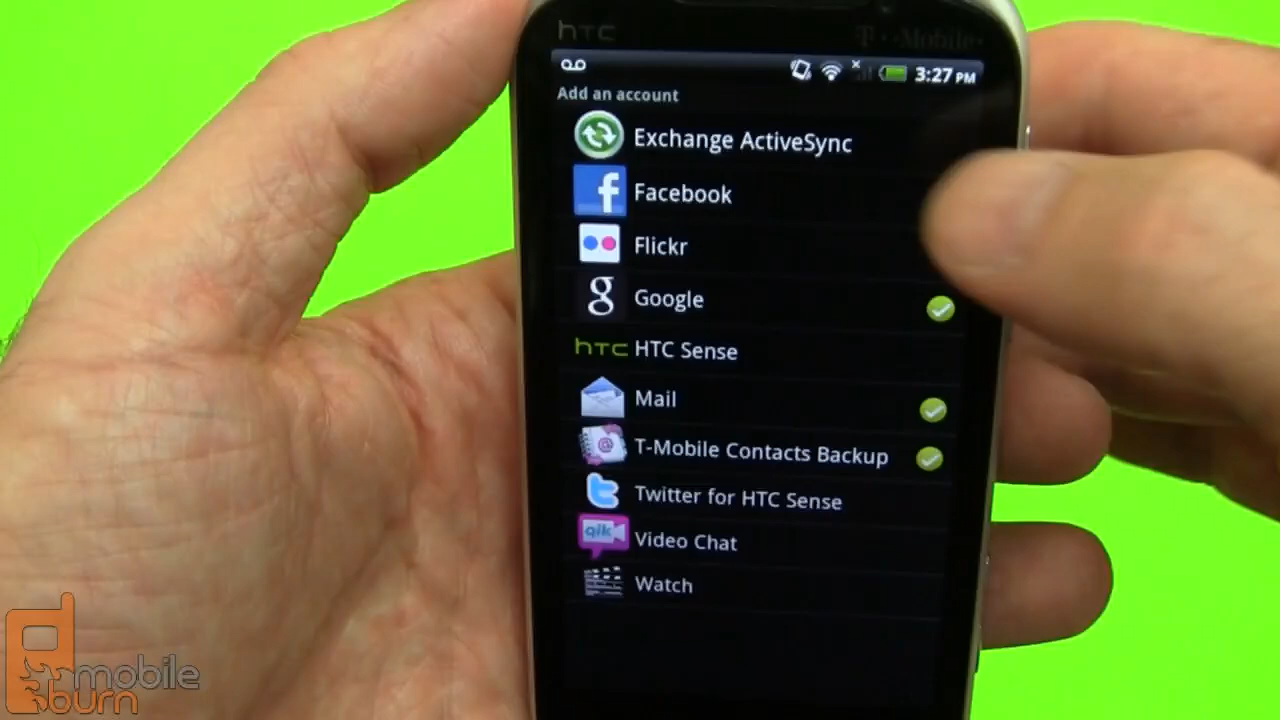 hTC
T··Mobile·
3:27 PM
Add an account
Exchange ActiveSync
Facebook
Flickr
Google
hTC HTC Sense
Mail
T-Mobile Contacts Backup
Twitter for HTC Sense
qik Video Chat
Watch
mobile
burn